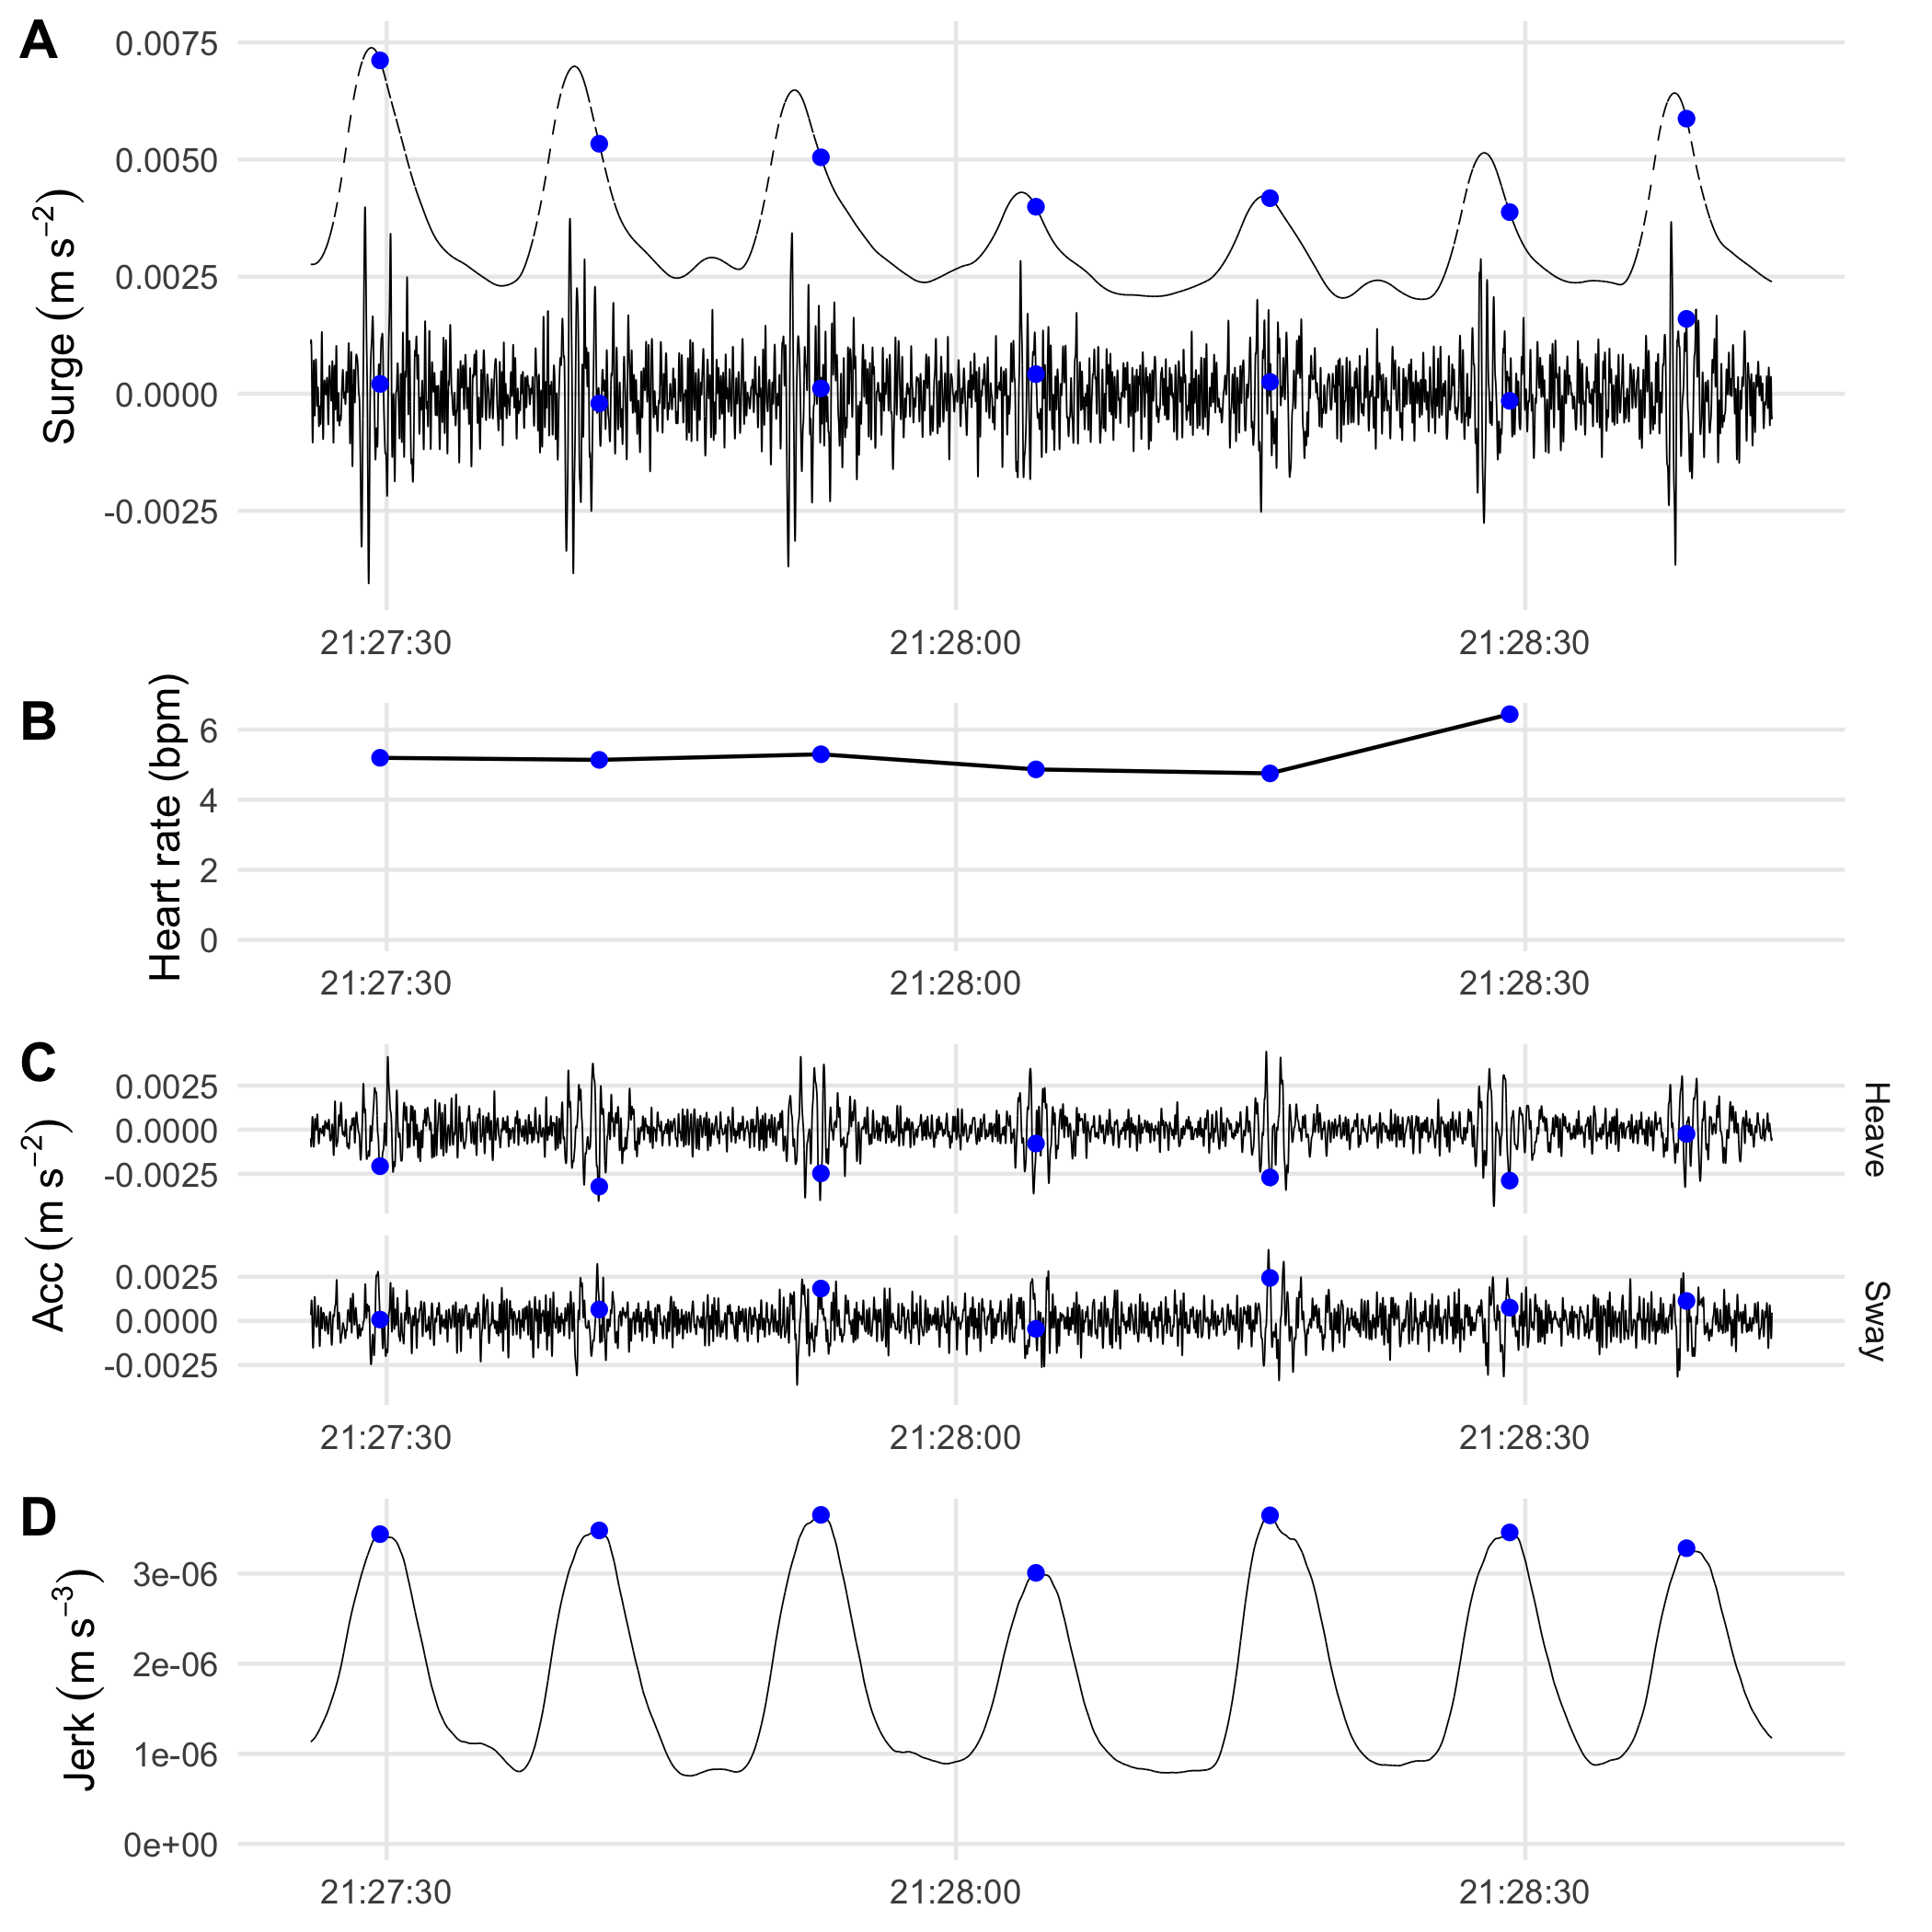 A
0.0075
0.0050
0.0025
0.0000
-0.0025
Surge (m s⁻²)
21:27:30 21:28:00 21:28:30
B
6
4
2
0
Heart rate (bpm)
21:27:30 21:28:00 21:28:30
C
0.0025
0.0000
-0.0025
Heave
Acc (m s⁻²)
0.0025
0.0000
-0.0025
Sway
21:27:30 21:28:00 21:28:30
D
3e-06
2e-06
1e-06
0e+00
Jerk (m s⁻³)
21:27:30 21:28:00 21:28:30